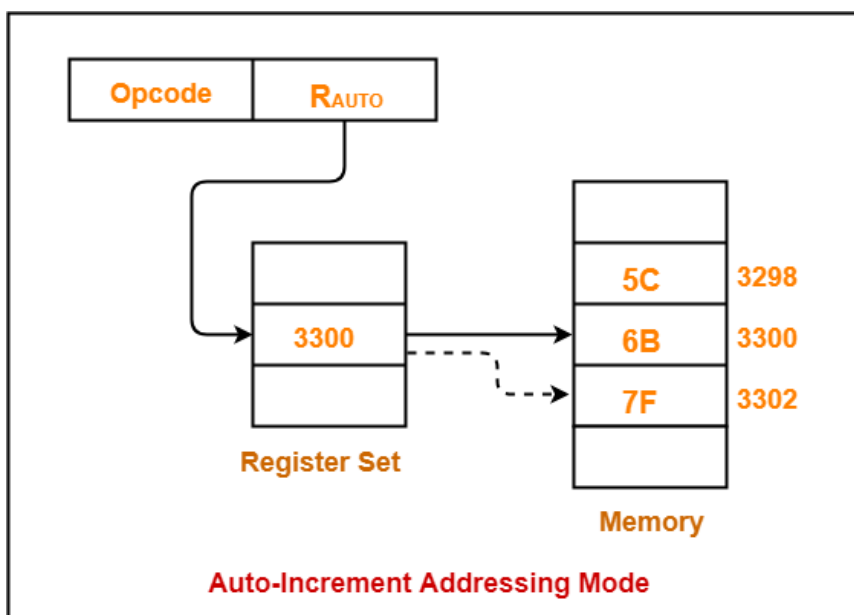 Opcode RAUTO
5C 3298
3300 6B 3300
7F 3302
Register Set
Memory
Auto-Increment Addressing Mode